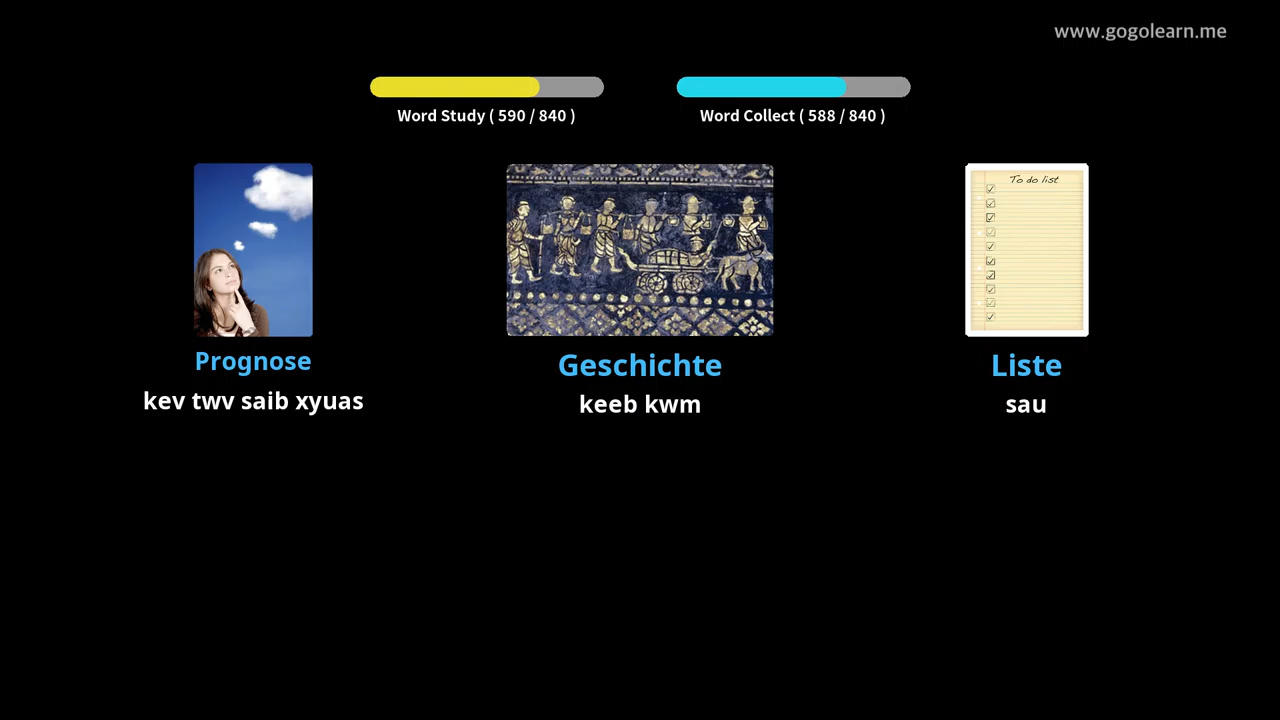 www.gogolearn.me
Word Study ( 590 / 840 )
Word Collect ( 588 / 840 )
To do list
Prognose
kev twv saib xyuas
Geschichte
keeb kwm
Liste
sau